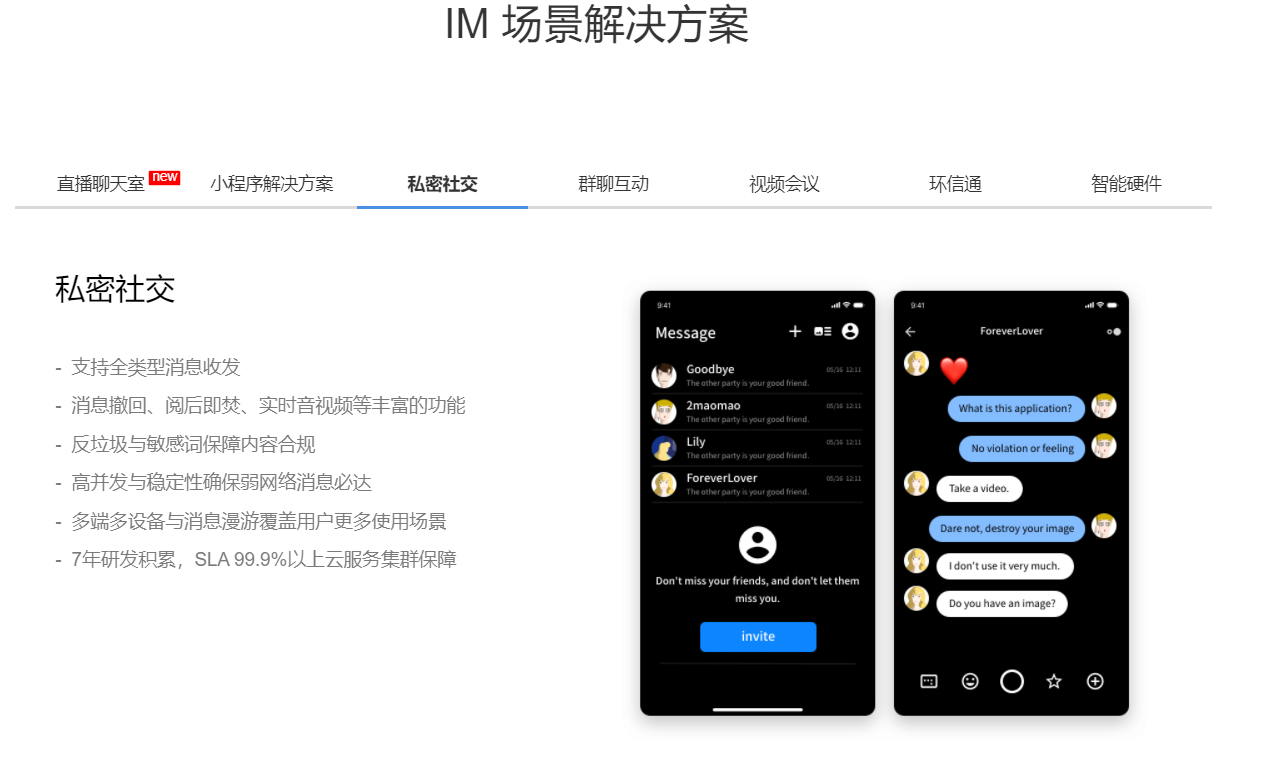 IM 场景解决方案
直播聊天室 new 小程序解决方案 私密社交 群聊互动 视频会议 环信通 智能硬件
私密社交
- 支持全类型消息收发
- 消息撤回、阅后即焚、实时音视频等丰富的功能
- 反垃圾与敏感词保障内容合规
- 高并发与稳定性确保弱网络消息必达
- 多端多设备与消息漫游覆盖用户更多使用场景
- 7年研发积累，SLA 99.9%以上云服务集群保障
9:41
Message
Goodbye 05/16 12:11
The other party is your good friend.
2maomao 05/16 12:11
The other party is your good friend.
Lily 05/16 12:11
The other party is your good friend.
ForeverLover 05/16 12:11
The other party is your good friend.
Don't miss your friends, and don't let them
miss you.
invite
9:41
ForeverLover
What is this application?
No violation or feeling
Take a video.
Dare not, destroy your image
I don't use it very much.
Do you have an image?